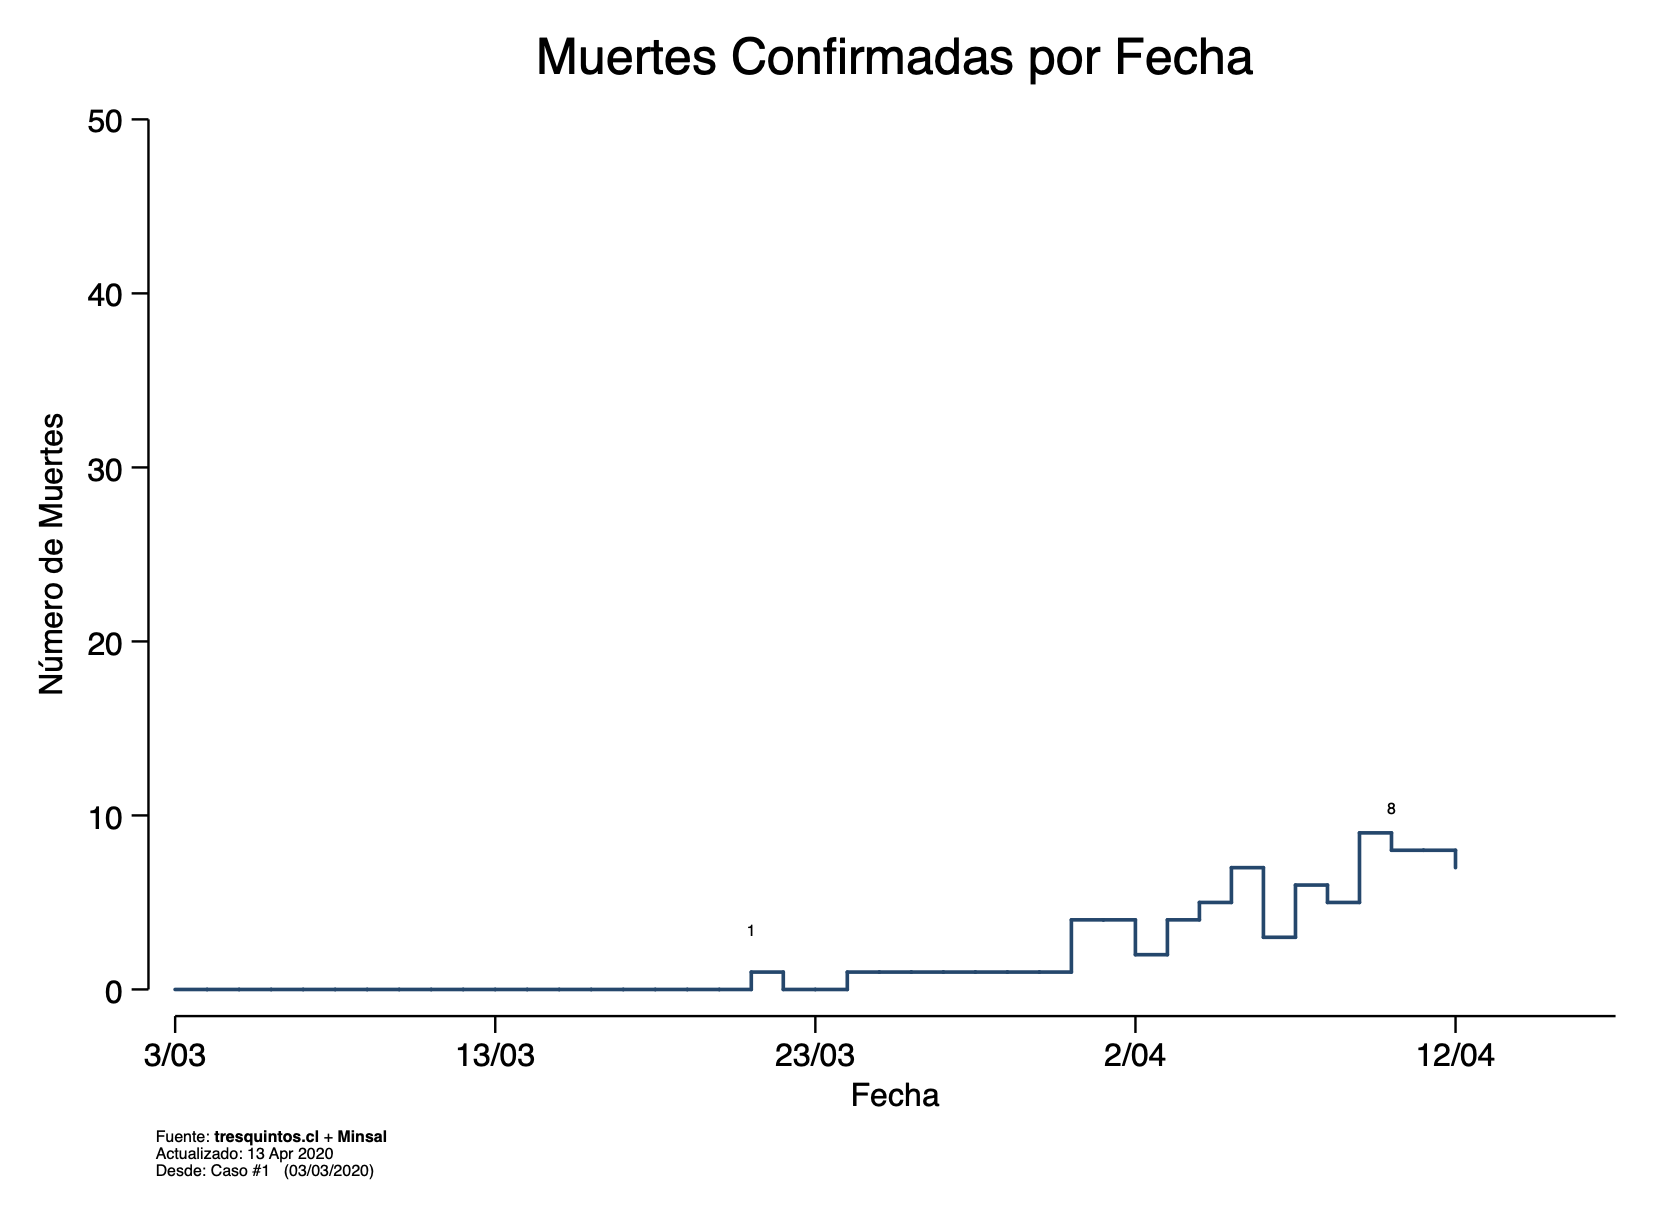 Muertes Confirmadas por Fecha
50
40
30
20
10
0
Número de Muertes
1
8
3/03 13/03 23/03 2/04 12/04
Fecha
Fuente: tresquintos.cl + Minsal
Actualizado: 13 Apr 2020
Desde: Caso #1 (03/03/2020)